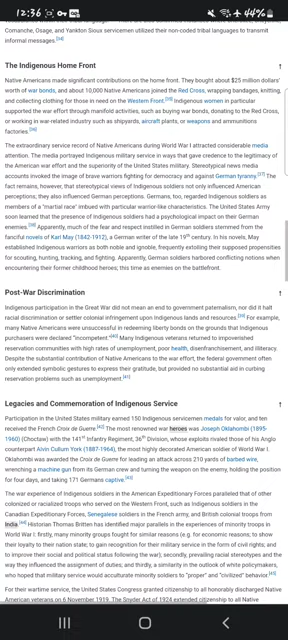 12:36
44%
Comanche, Osage, and Yankton Sioux servicemen utilized their non-coded tribal languages to transmit
informal messages.[34]
The Indigenous Home Front ↑
Native Americans made significant contributions on the home front. They bought about $25 million dollars'
worth of war bonds, and about 10,000 Native Americans joined the Red Cross, wrapping bandages, knitting,
and collecting clothing for those in need on the Western Front.[35] Indigenous women in particular
supported the war effort through manifold activities, such as buying war bonds, donating to the Red Cross,
or working in war-related industry such as shipyards, aircraft plants, or weapons and ammunitions
factories.[36]
The extraordinary service record of Native Americans during World War I attracted considerable media
attention. The media portrayed Indigenous military service in ways that gave credence to the legitimacy of
the American war effort and the superiority of the United States military. Stereotypical news media
accounts invoked the image of brave warriors fighting for democracy and against German tyranny.[37] The
fact remains, however, that stereotypical views of Indigenous soldiers not only influenced American
perceptions; they also influenced German perceptions. Germans, too, regarded Indigenous soldiers as
members of a "martial race" imbued with particular warrior-like characteristics. The United States Army
soon learned that the presence of Indigenous soldiers had a psychological impact on their German
enemies.[38] Apparently, much of the fear and respect instilled in German soldiers stemmed from the
fanciful novels of Karl May (1842-1912), a German writer of the late 19th century. In his novels, May
established Indigenous warriors as both noble and ignoble, frequently extolling their supposed propensities
for scouting, hunting, tracking, and fighting. Apparently, German soldiers harbored conflicting notions when
encountering their former childhood heroes; this time as enemies on the battlefront.
Post-War Discrimination ↑
Indigenous participation in the Great War did not mean an end to government paternalism, nor did it halt
racial discrimination or settler colonial infringement upon Indigenous lands and resources.[39] For example,
many Native Americans were unsuccessful in redeeming liberty bonds on the grounds that Indigenous
purchasers were declared "incompetent."[40] Many Indigenous veterans returned to impoverished
reservation communities with high rates of unemployment, poor health, disenfranchisement, and illiteracy.
Despite the substantial contribution of Native Americans to the war effort, the federal government often
only extended symbolic gestures to express their gratitude, but provided no substantial aid in curbing
reservation problems such as unemployment.[41]
Legacies and Commemoration of Indigenous Service ↑
Participation in the United States military earned 150 Indigenous servicemen medals for valor, and ten
received the French Croix de Guerre.[42] The most renowned war heroes was Joseph Oklahombi (1895-
1960) (Choctaw) with the 141st Infantry Regiment, 36th Division, whose exploits rivaled those of his Anglo
counterpart Alvin Cullum York (1887-1964), the most highly decorated American soldier of World War I.
Oklahombi was awarded the Croix de Guerre for leading an attack across 210 yards of barbed wire,
wrenching a machine gun from its German crew and turning the weapon on the enemy, holding the position
for four days, and taking 171 Germans captive.[43]
The war experience of Indigenous soldiers in the American Expeditionary Forces paralleled that of other
colonized or racialized troops who served on the Western Front, such as Indigenous soldiers in the
Canadian Expeditionary Forces, Senegalese soldiers in the French army, and British colonial troops from
India.[44] Historian Thomas Britten has identified major parallels in the experiences of minority troops in
World War I: firstly, many minority groups fought for similar reasons (e.g. for economic reasons; to show
their loyalty to their nation state; to gain recognition for their military service in the form of civil rights; and
to improve their social and political status following the war); secondly, prevailing racial stereotypes and the
way they influenced the assignment of duties; and thirdly, a similarity in the outlook of white policymakers,
who hoped that military service would acculturate minority soldiers to "proper" and "civilized" behavior.[45]
For their wartime service, the United States Congress granted citizenship to all honorably discharged Native
American veterans on 6 November 1919. The Snyder Act of 1924 extended citizenship to all Native